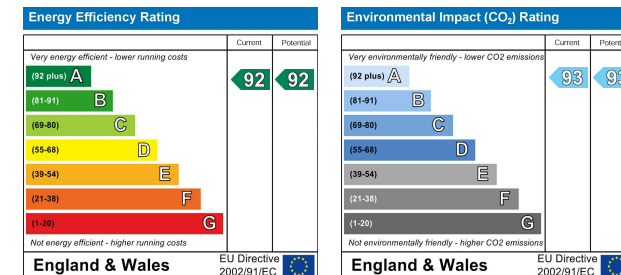 Energy Efficiency Rating
Current Potential
Very energy efficient - lower running costs
(92 plus) A 92 92
(81-91) B
(69-80) C
(55-68) D
(39-54) E
(21-38) F
(1-20) G
Not energy efficient - higher running costs
England & Wales
EU Directive
2002/91/EC
Environmental Impact (CO₂) Rating
Current
Very environmentally friendly - lower CO2 emissions
(92 plus) A 93
(81-91) B
(69-80) C
(55-68) D
(39-54) E
(21-38) F
(1-20) G
Not environmentally friendly - higher CO2 emissions
England & Wales
EU Directive
2002/91/EC